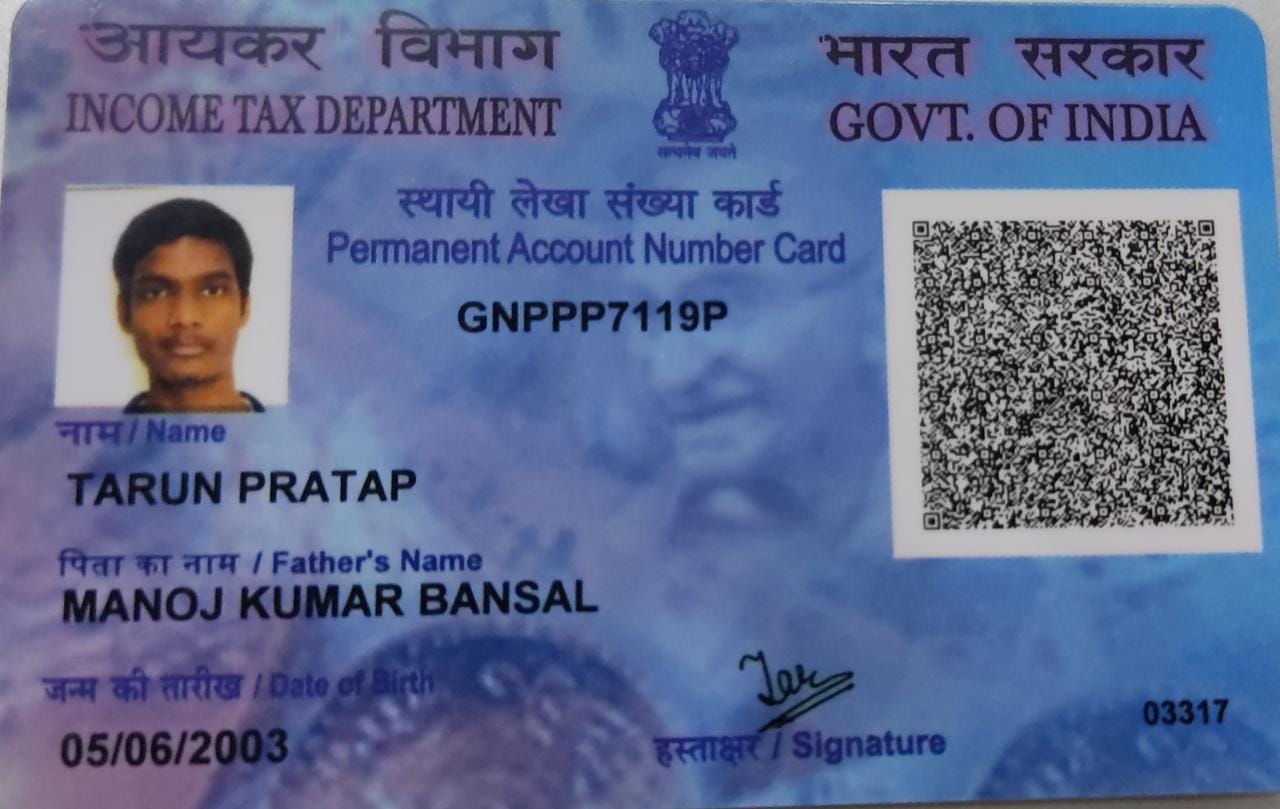 आयकर विभाग
INCOME TAX DEPARTMENT
सत्यमेव जयते
भारत सरकार
GOVT. OF INDIA
स्थायी लेखा संख्या कार्ड
Permanent Account Number Card
GNPPP7119P
नाम / Name
TARUN PRATAP
पिता का नाम / Father's Name
MANOJ KUMAR BANSAL
जन्म की तारीख / Date of Birth
05/06/2003
Tar
हस्ताक्षर / Signature
03317